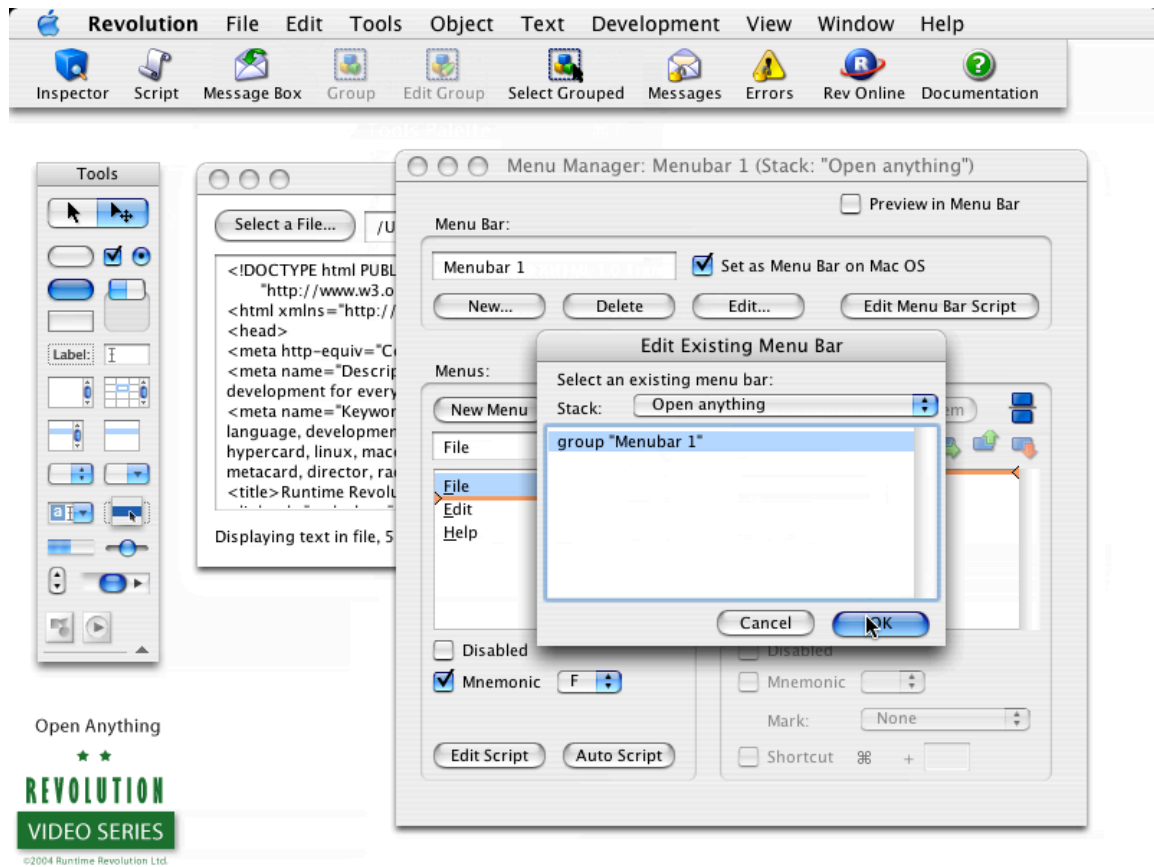 Revolution File Edit Tools Object Text Development View Window Help
Inspector Script Message Box Group Edit Group Select Grouped Messages Errors Rev Online Documentation
Tools
Label:
Select a File... /U
<!DOCTYPE html PUBL
"http://www.w3.o
<html xmlns="http://
<head>
<meta http-equiv="Co
<meta name="Descrip
development for every
<meta name="Keywor
language, developmen
hypercard, linux, maco
metacard, director, ra
<title>Runtime Revolu
Displaying text in file, 5
Menu Manager: Menubar 1 (Stack: "Open anything")
Preview in Menu Bar
Menu Bar:
Menubar 1 Set as Menu Bar on Mac OS
New... Delete Edit... Edit Menu Bar Script
Menus:
New Menu em
File
File
Edit
Help
Edit Existing Menu Bar
Select an existing menu bar:
Stack: Open anything
group "Menubar 1"
Cancel OK
Disabled Disabled
Mnemonic F Mnemonic
Mark: None
Edit Script Auto Script Shortcut ⌘ +
Open Anything
★ ★
REVOLUTION
VIDEO SERIES
©2004 Runtime Revolution Ltd.